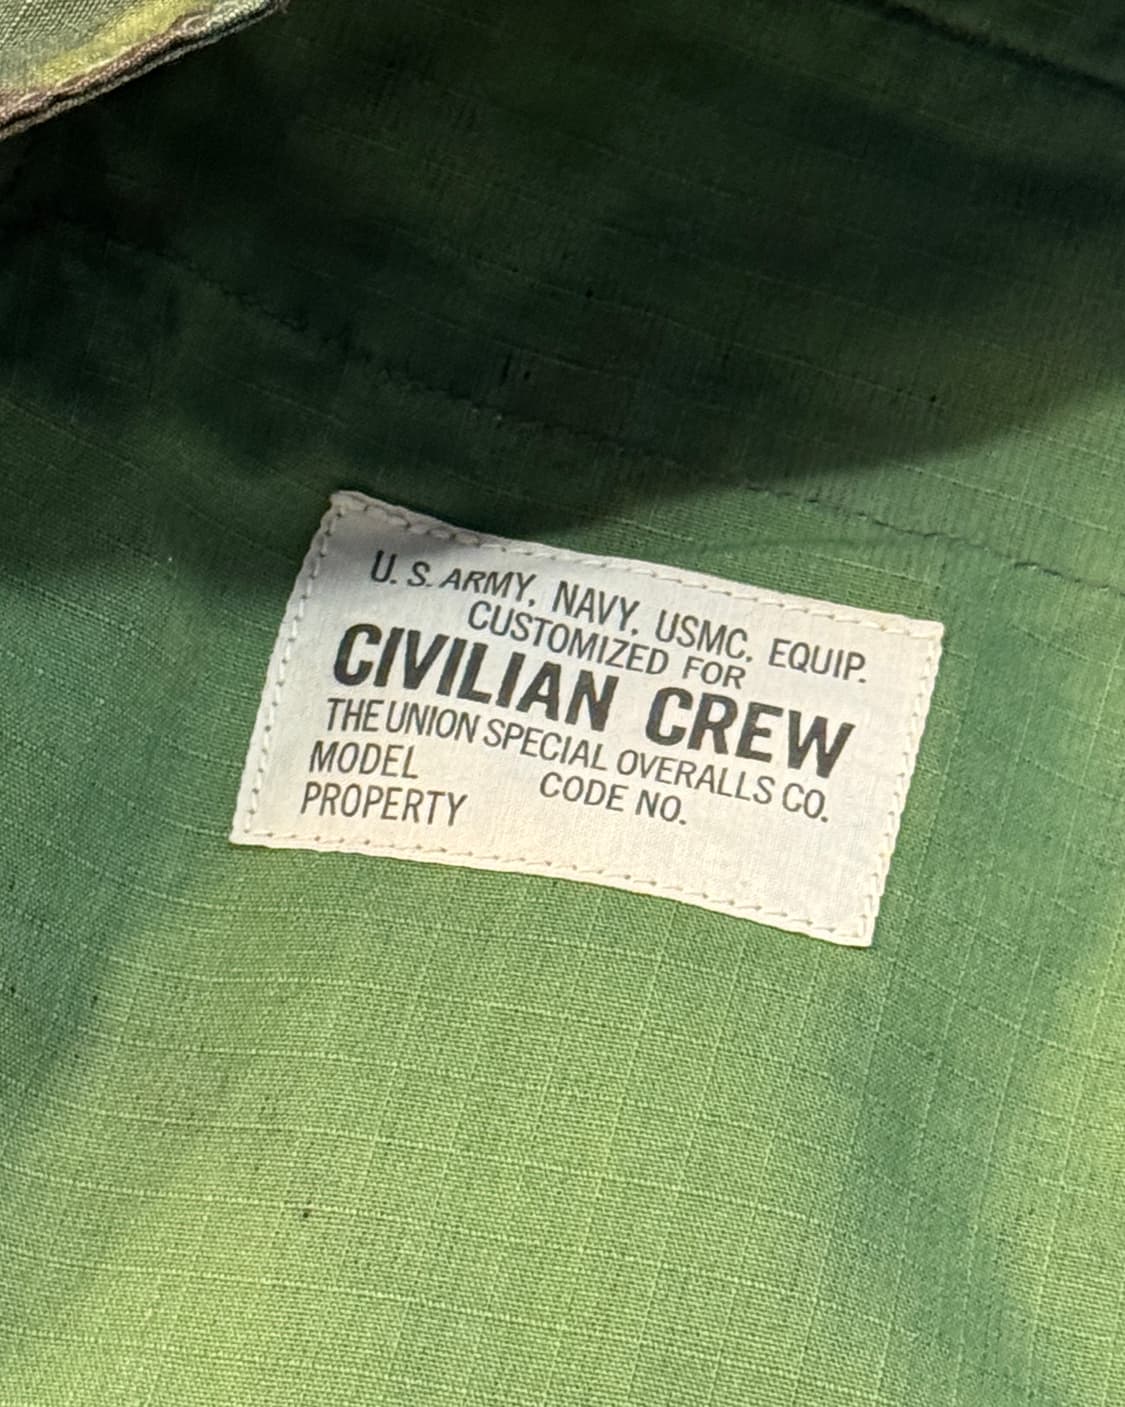 U. S. ARMY, NAVY, USMC, EQUIP.
CUSTOMIZED FOR
CIVILIAN CREW
THE UNION SPECIAL OVERALLS CO.
MODEL CODE NO.
PROPERTY